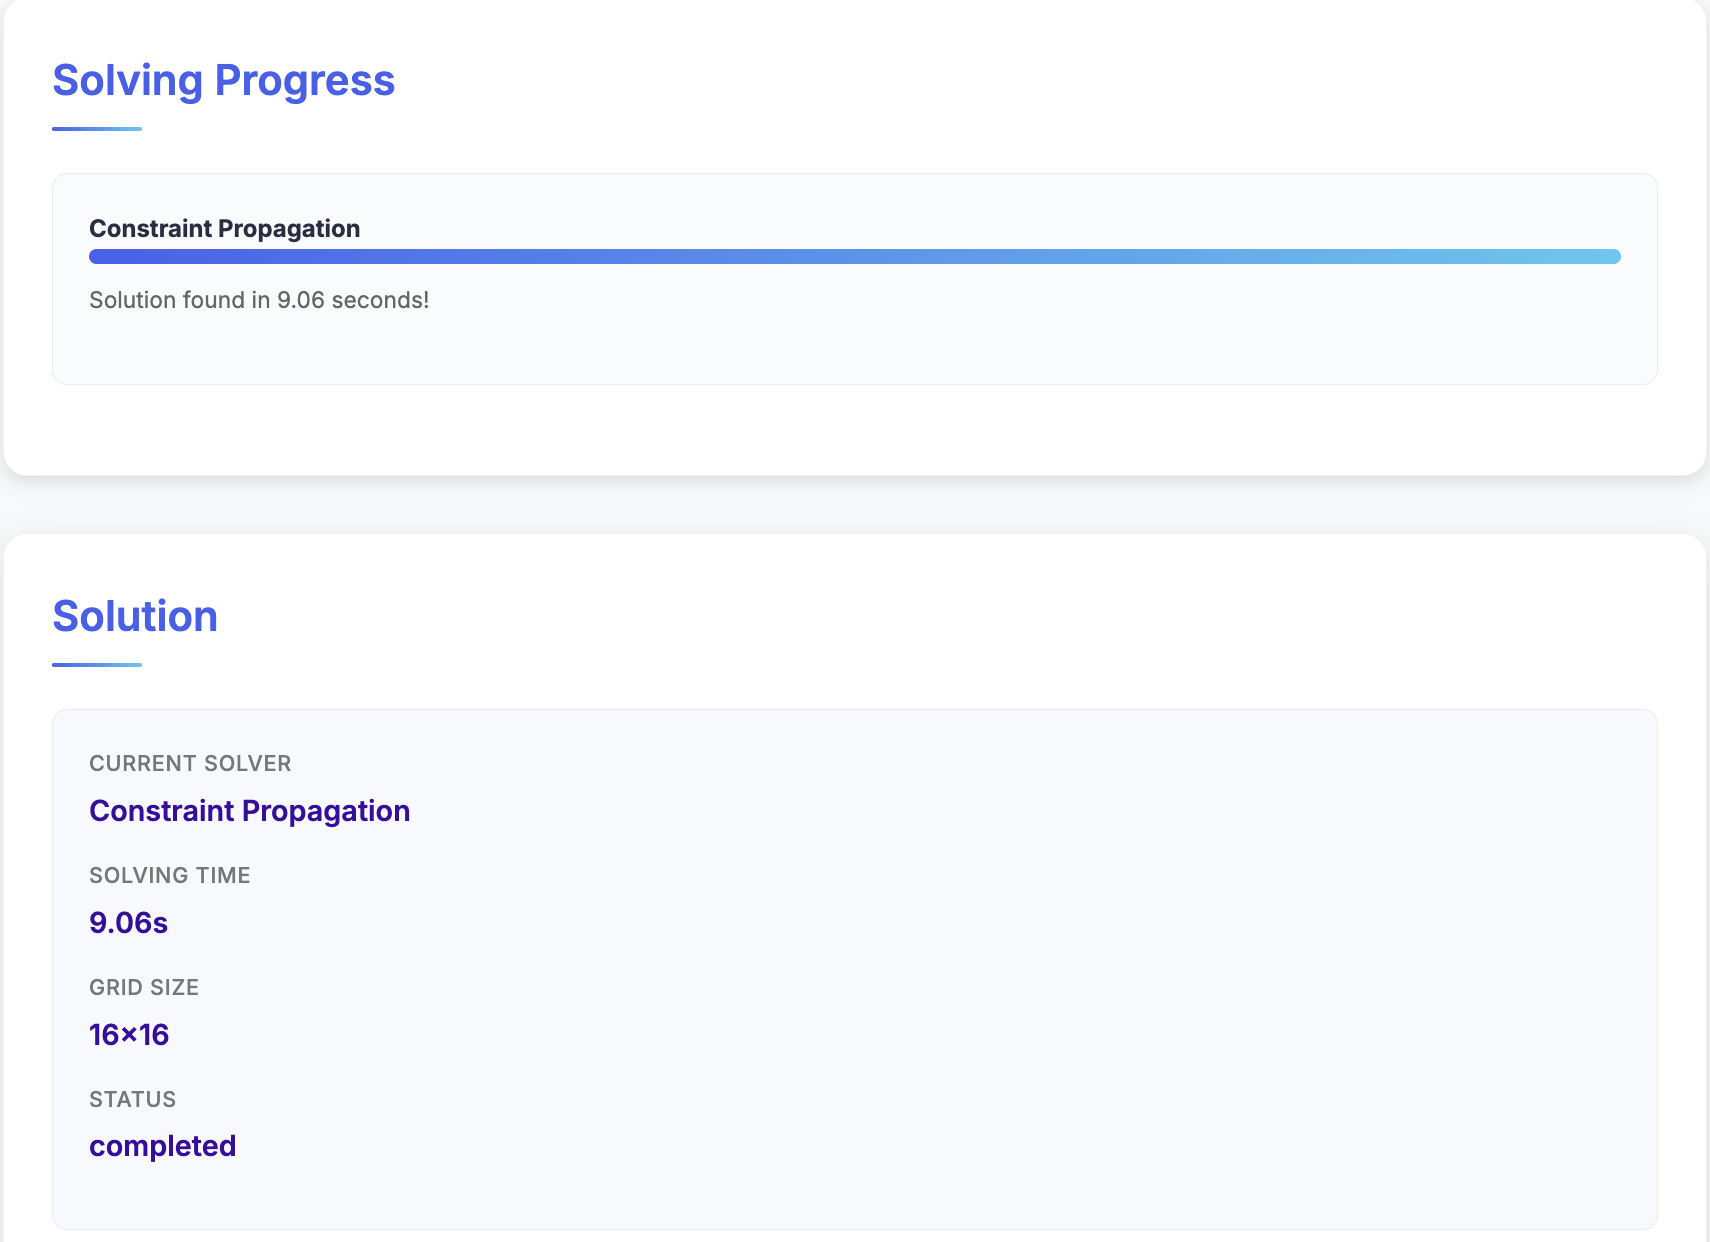 Solving Progress
Constraint Propagation
Solution found in 9.06 seconds!
Solution
CURRENT SOLVER
Constraint Propagation
SOLVING TIME
9.06s
GRID SIZE
16×16
STATUS
completed